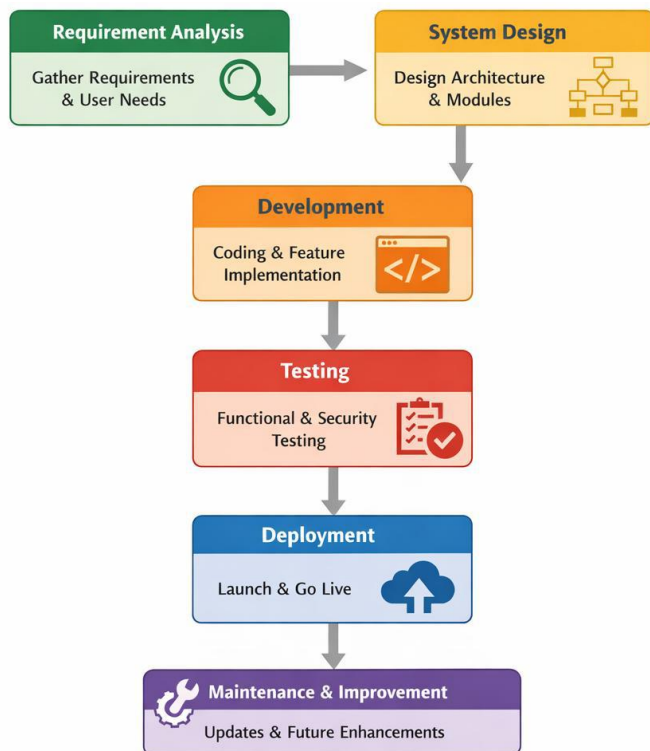 Requirement Analysis
Gather Requirements
& User Needs
System Design
Design Architecture
& Modules
Development
Coding & Feature
Implementation
</>
Testing
Functional & Security
Testing
Deployment
Launch & Go Live
Maintenance & Improvement
Updates & Future Enhancements